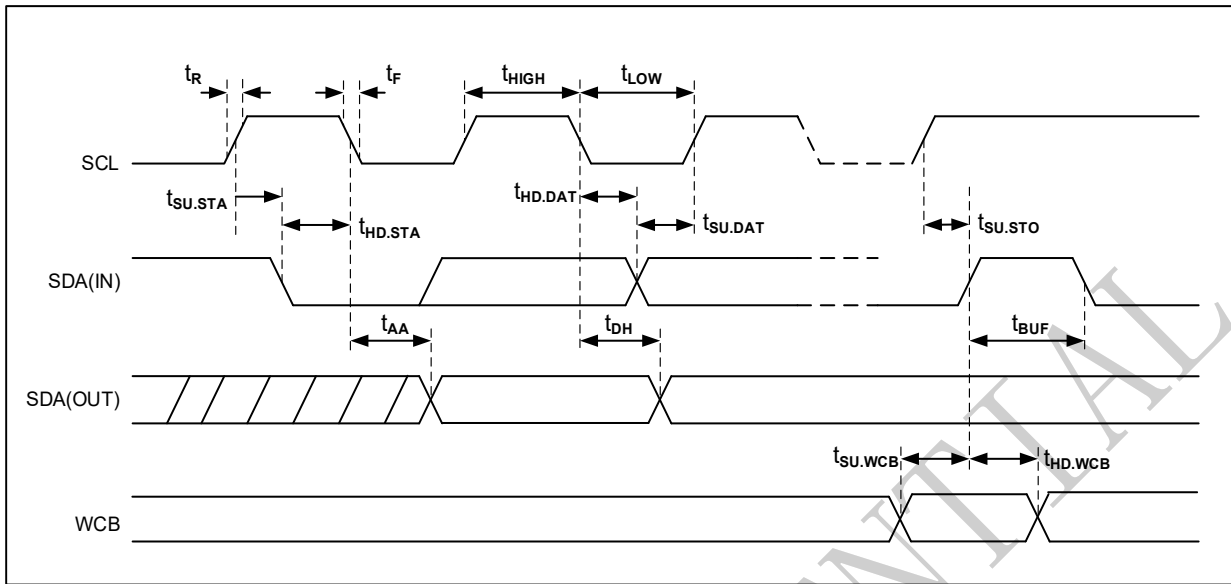 tR tF tHIGH tLOW
SCL
tSU.STA tHD.STA tHD.DAT tSU.DAT tSU.STO
SDA(IN)
tAA tDH tBUF
SDA(OUT)
tSU.WCB tHD.WCB
WCB
NTIAL